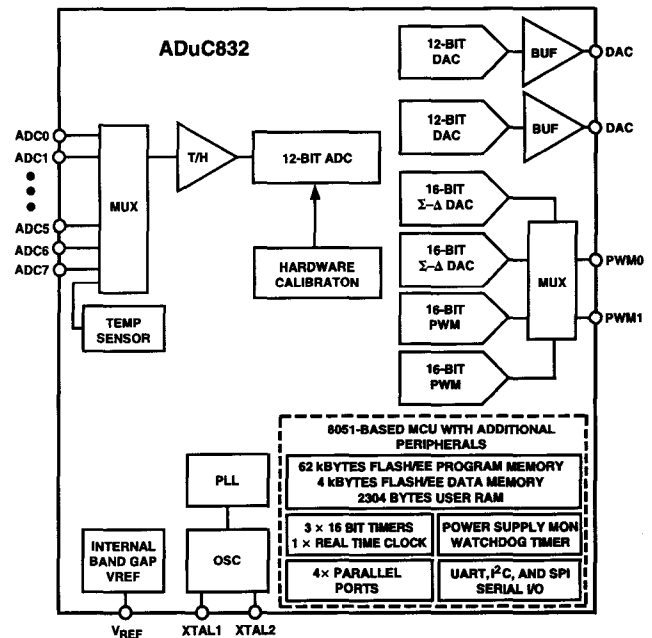 ADuC832
12-BIT
DAC
BUF
DAC
12-BIT
DAC
BUF
DAC
ADC0
ADC1
ADC5
ADC6
ADC7
MUX
T/H
12-BIT ADC
HARDWARE
CALIBRATON
TEMP
SENSOR
16-BIT
Σ–Δ DAC
16-BIT
Σ–Δ DAC
16-BIT
PWM
16-BIT
PWM
MUX
PWM0
PWM1
8051-BASED MCU WITH ADDITIONAL
PERIPHERALS
62 kBYTES FLASH/EE PROGRAM MEMORY
4 kBYTES FLASH/EE DATA MEMORY
2304 BYTES USER RAM
3 × 16 BIT TIMERS
1 × REAL TIME CLOCK
POWER SUPPLY MON
WATCHDOG TIMER
4× PARALLEL
PORTS
UART, I²C, AND SPI
SERIAL I/O
PLL
OSC
INTERNAL
BAND GAP
VREF
VREF
XTAL1
XTAL2